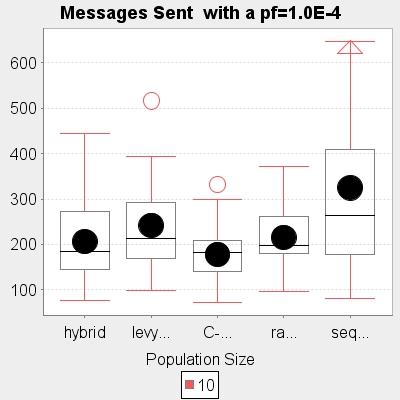 Messages Sent  with a pf=1.0E-4
600
500
400
300
200
100
hybrid levy... C-... ra... seq...
Population Size
10